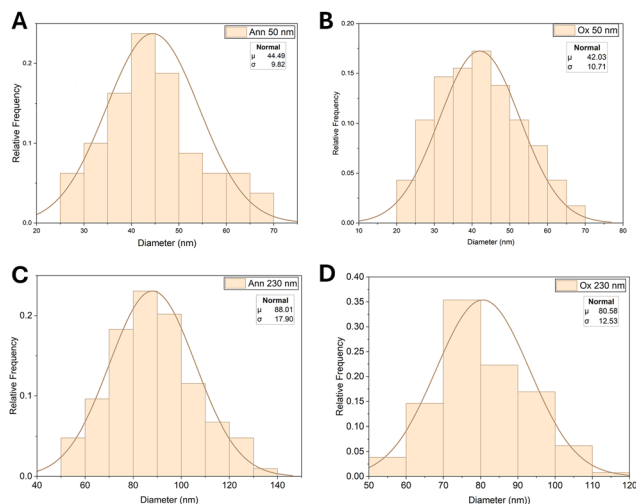 A
Ann 50 nm
Normal
μ 44.49
σ 9.82
Relative Frequency
0.2
0.1
0.0
20 30 40 50 60 70
Diameter (nm)
B
Ox 50 nm
Normal
μ 42.03
σ 10.71
Relative Frequency
0.20
0.15
0.10
0.05
0.00
10 20 30 40 50 60 70 80
Diameter (nm)
C
Ann 230 nm
Normal
μ 88.01
σ 17.90
Relative Frequency
0.2
0.1
0.0
40 60 80 100 120 140
Diameter (nm)
D
Ox 230 nm
Normal
μ 80.58
σ 12.53
Relative Frequency
0.40
0.35
0.30
0.25
0.20
0.15
0.10
0.05
0.00
50 60 70 80 90 100 110 120
Diameter (nm))